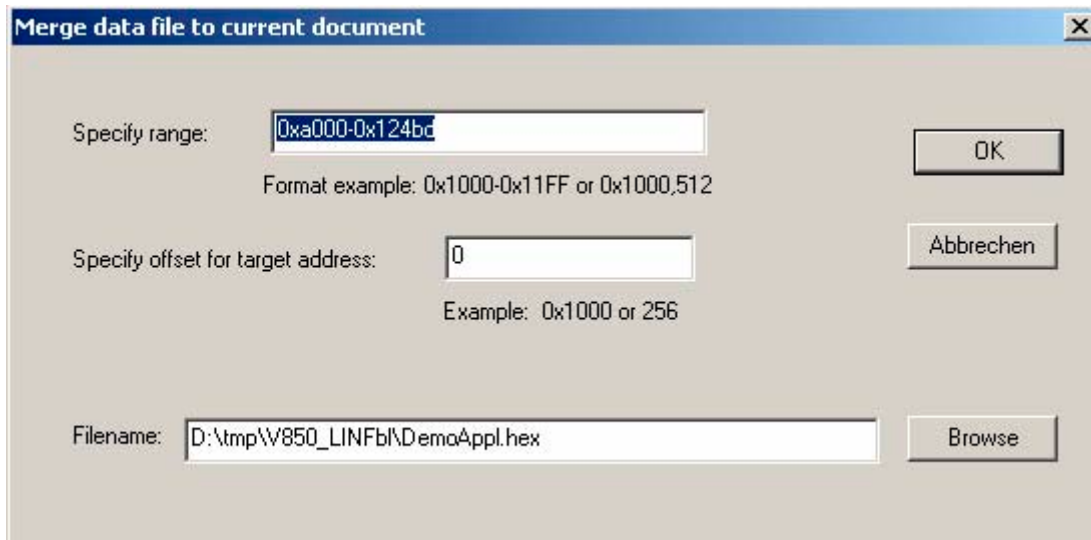 Merge data file to current document
Specify range: 0xa000-0x124bd
OK
Format example: 0x1000-0x11FF or 0x1000,512
Specify offset for target address: 0
Abbrechen
Example: 0x1000 or 256
Filename: D:\tmp\V850_LINFbl\DemoAppl.hex
Browse